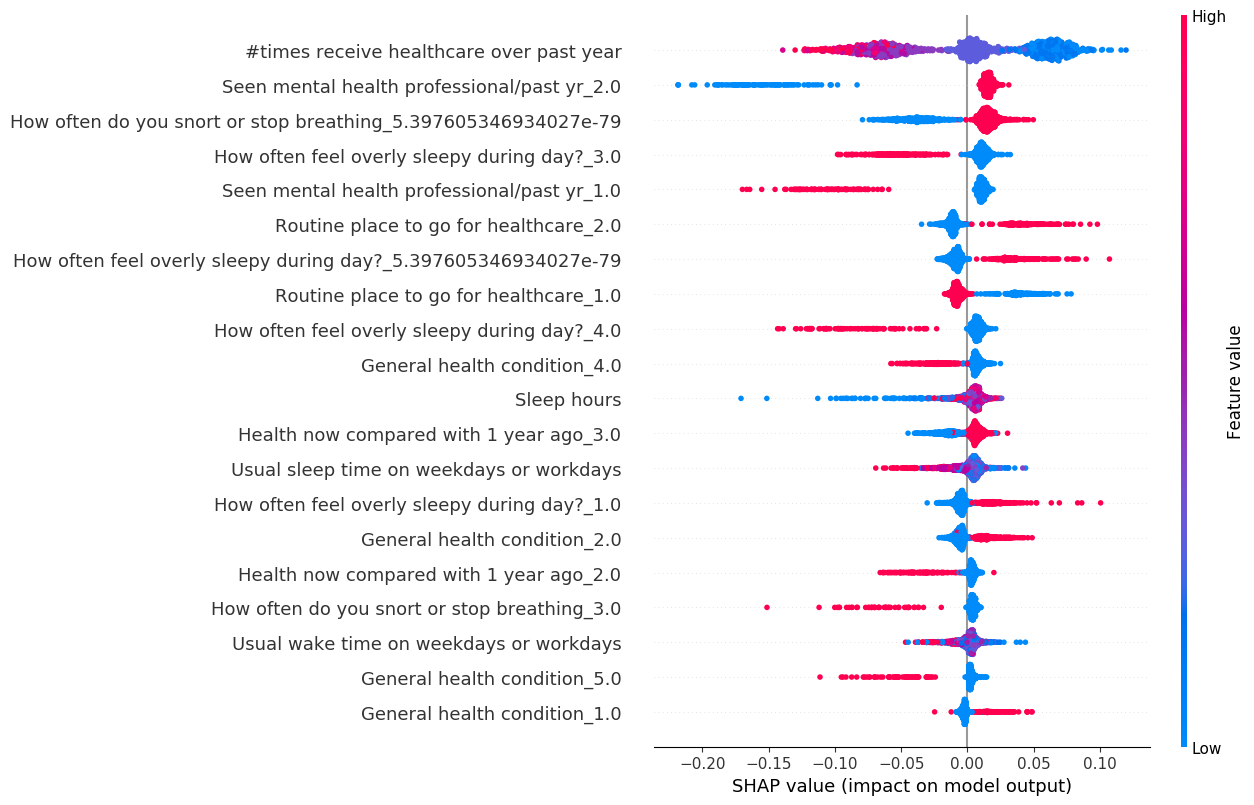 High
#times receive healthcare over past year
Seen mental health professional/past yr_2.0
How often do you snort or stop breathing_5.397605346934027e-79
How often feel overly sleepy during day?_3.0
Seen mental health professional/past yr_1.0
Routine place to go for healthcare_2.0
How often feel overly sleepy during day?_5.397605346934027e-79
Routine place to go for healthcare_1.0
How often feel overly sleepy during day?_4.0
General health condition_4.0
Sleep hours
Health now compared with 1 year ago_3.0
Usual sleep time on weekdays or workdays
How often feel overly sleepy during day?_1.0
General health condition_2.0
Health now compared with 1 year ago_2.0
How often do you snort or stop breathing_3.0
Usual wake time on weekdays or workdays
General health condition_5.0
General health condition_1.0
Feature value
Low
−0.20 −0.15 −0.10 −0.05 0.00 0.05 0.10
SHAP value (impact on model output)